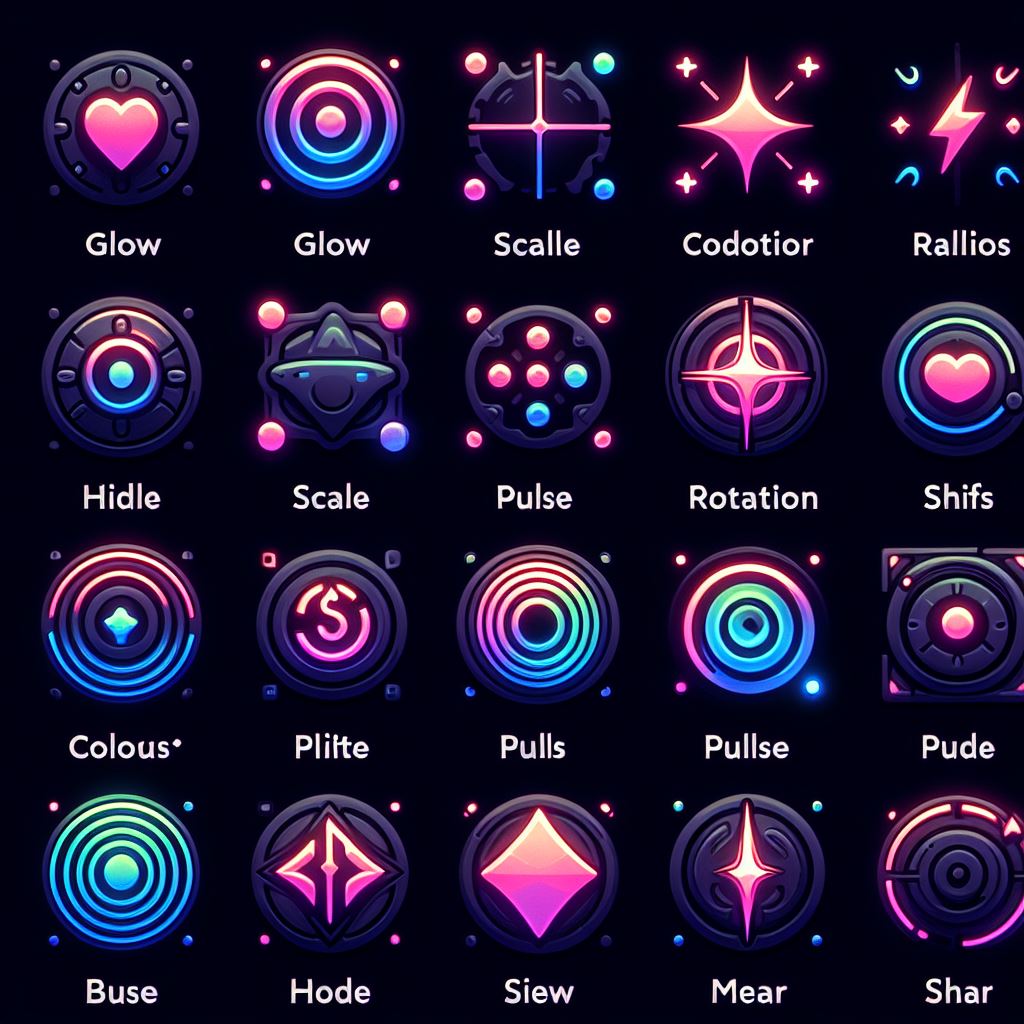 Glow
Glow
Scalle
Codotior
Rallios
Hidle
Scale
Pulse
Rotation
Shifs
Colous•
Plitte
Pulls
Pullse
Pude
Buse
Hode
Siew
Mear
Shar